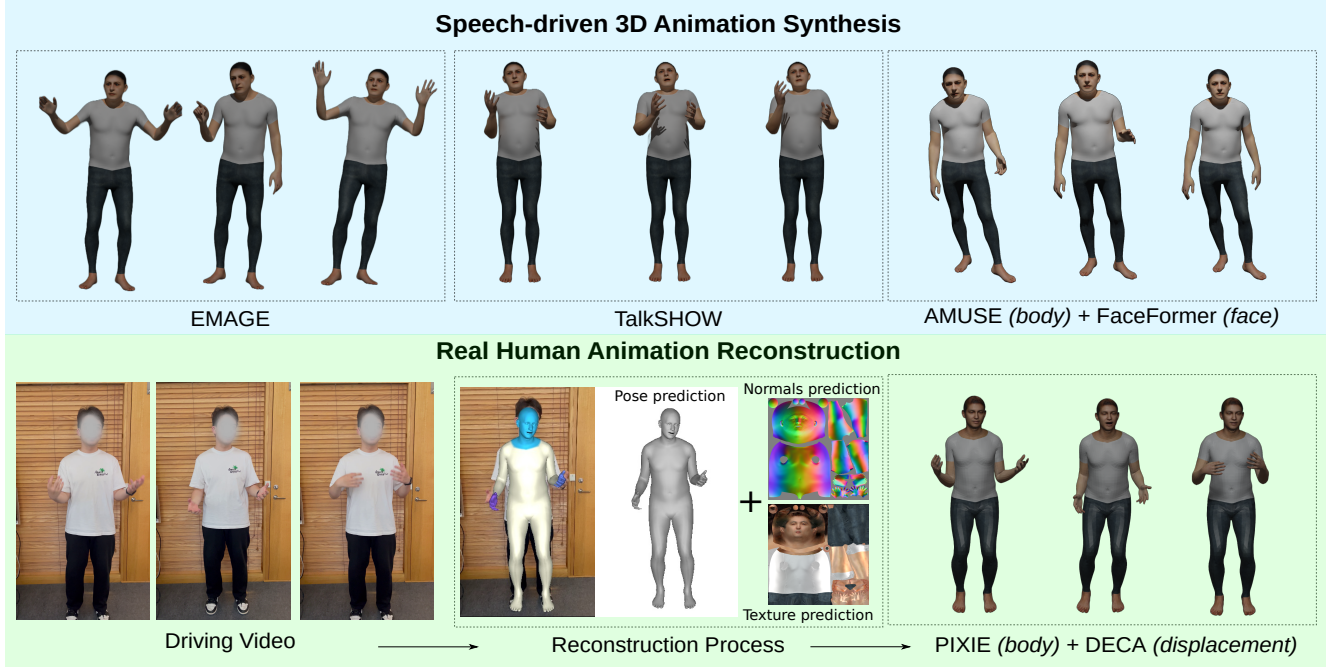 Speech-driven 3D Animation Synthesis
EMAGE
TalkSHOW
AMUSE (body) + FaceFormer (face)
Real Human Animation Reconstruction
Pose prediction
Normals prediction
+
Texture prediction
Driving Video
Reconstruction Process
PIXIE (body) + DECA (displacement)